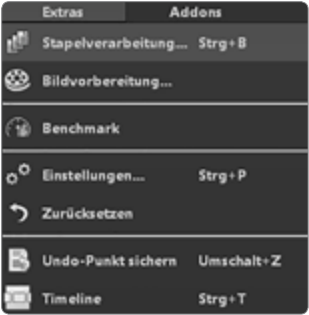 Extras Addons
Stapelverarbeitung... Strg+B
Bildvorbereitung...
Benchmark
Einstellungen... Strg+P
Zurücksetzen
Undo-Punkt sichern Umschalt+Z
Timeline Strg+T